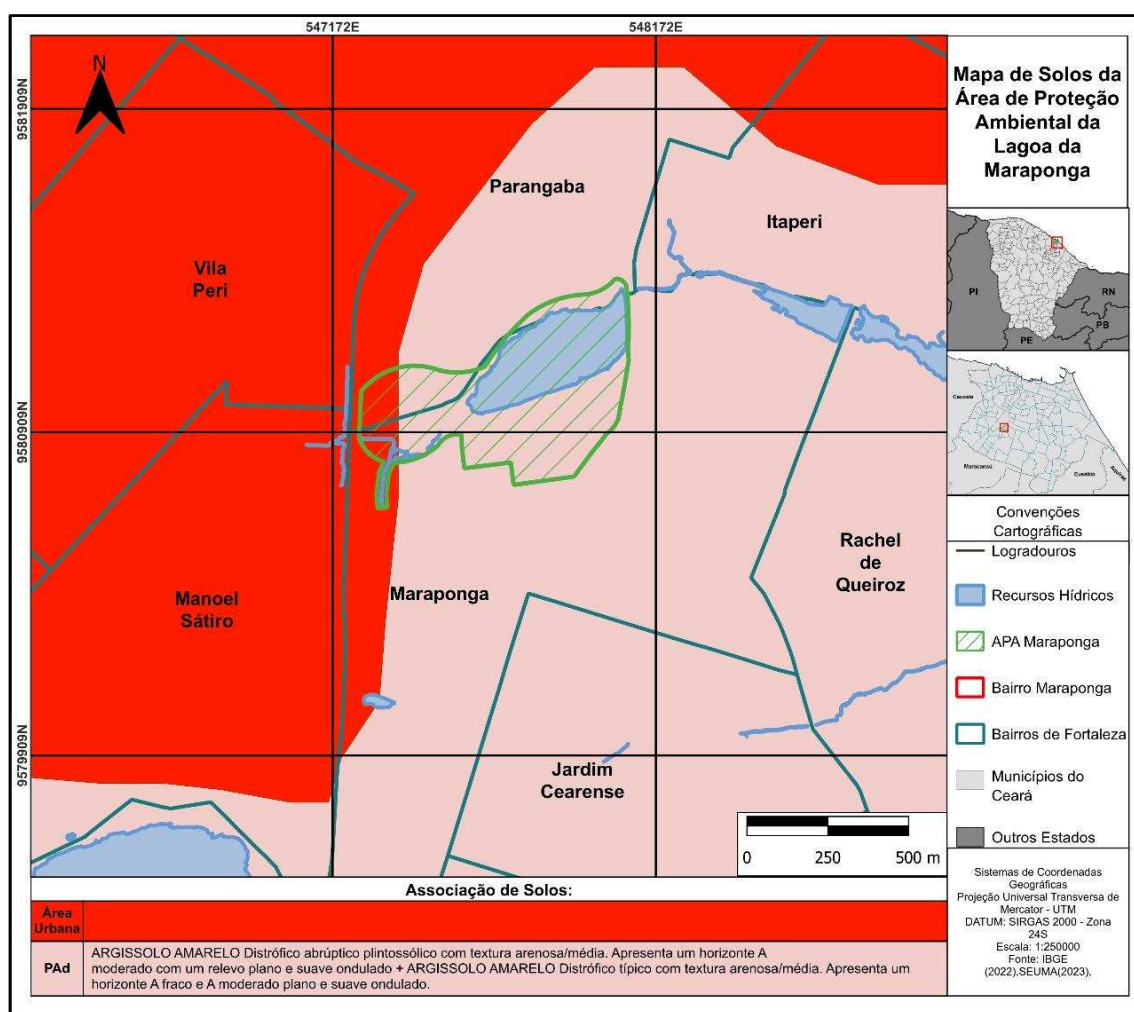 547172E
548172E
9581909N
9580909N
9579909N
N
Parangaba
Itaperi
Vila
Peri
Manoel
Sátiro
Maraponga
Rachel
de
Queiroz
Jardim
Cearense
0
250
500 m
Mapa de Solos da
Área de Proteção
Ambiental da
Lagoa da
Maraponga
PI
RN
PB
PE
Caucaia
Maracanaú
Eusébio
Aquiraz
Convenções
Cartográficas
Logradouros
Recursos Hídricos
APA Maraponga
Bairro Maraponga
Bairros de Fortaleza
Municípios do
Ceará
Outros Estados
Sistemas de Coordenadas
Geográficas
Projeção Universal Transversa de
Mercator - UTM
DATUM: SIRGAS 2000 - Zona
24S
Escala: 1:250000
Fonte: IBGE
(2022),SEUMA(2023),
Associação de Solos:
Área
Urbana
PAd
ARGISSOLO AMARELO Distrófico abrúptico plintossólico com textura arenosa/média. Apresenta um horizonte A
moderado com um relevo plano e suave ondulado + ARGISSOLO AMARELO Distrófico típico com textura arenosa/média. Apresenta um
horizonte A fraco e A moderado plano e suave ondulado.